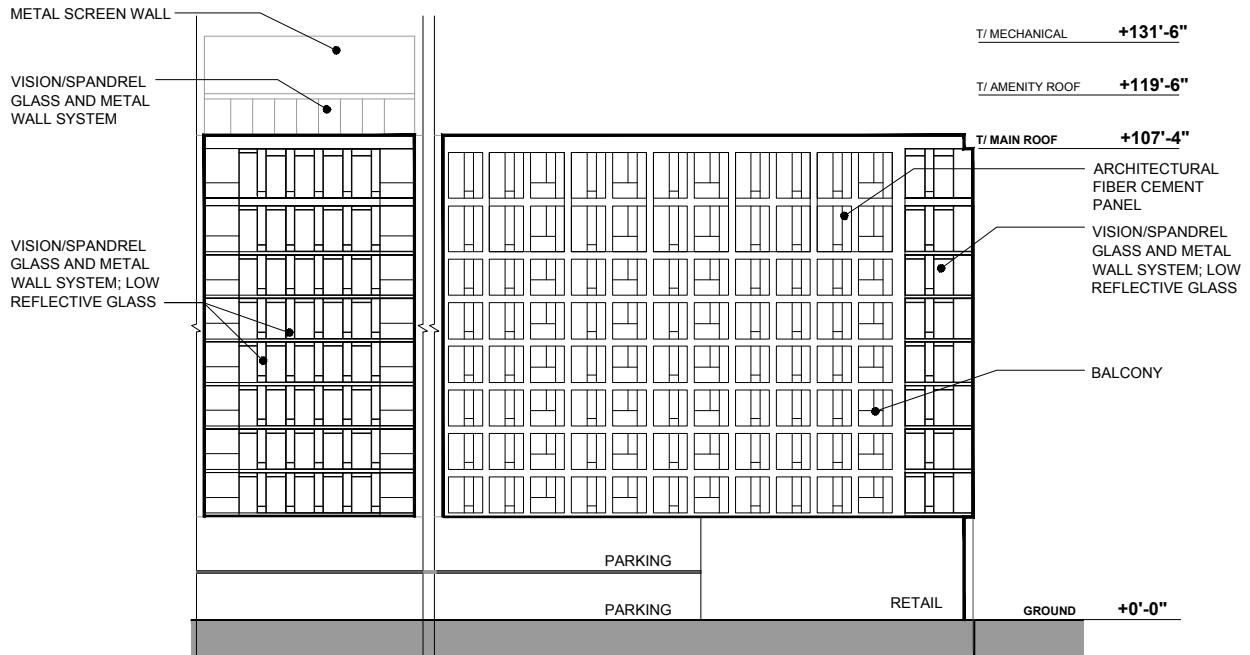 METAL SCREEN WALL
VISION/SPANDREL
GLASS AND METAL
WALL SYSTEM
VISION/SPANDREL
GLASS AND METAL
WALL SYSTEM; LOW
REFLECTIVE GLASS
T/ MECHANICAL +131'-6"
T/ AMENITY ROOF +119'-6"
T/ MAIN ROOF +107'-4"
ARCHITECTURAL
FIBER CEMENT
PANEL
VISION/SPANDREL
GLASS AND METAL
WALL SYSTEM; LOW
REFLECTIVE GLASS
BALCONY
PARKING
PARKING
RETAIL
GROUND +0'-0"